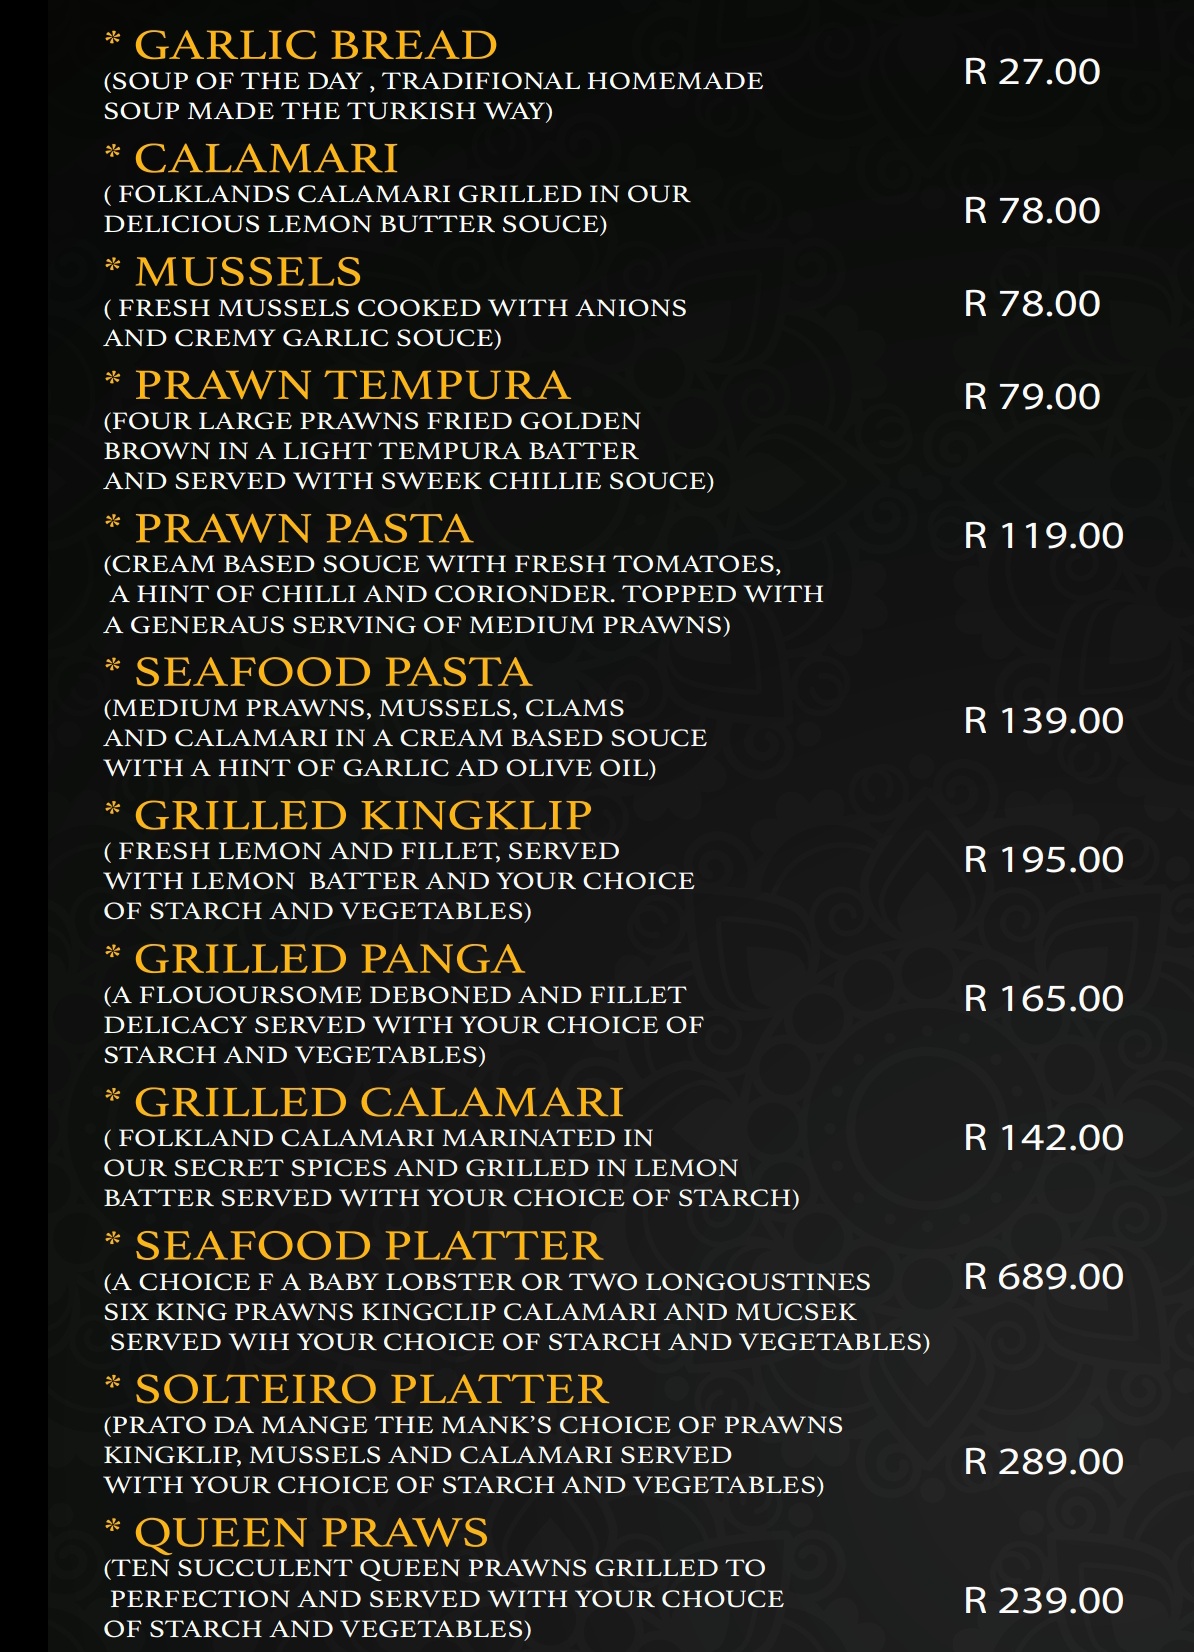 * GARLIC BREAD
(SOUP OF THE DAY , TRADIFIONAL HOMEMADE
SOUP MADE THE TURKISH WAY)
R 27.00
* CALAMARI
( FOLKLANDS CALAMARI GRILLED IN OUR
DELICIOUS LEMON BUTTER SOUCE)
R 78.00
* MUSSELS
( FRESH MUSSELS COOKED WITH ANIONS
AND CREMY GARLIC SOUCE)
R 78.00
* PRAWN TEMPURA
(FOUR LARGE PRAWNS FRIED GOLDEN
BROWN IN A LIGHT TEMPURA BATTER
AND SERVED WITH SWEEK CHILLIE SOUCE)
R 79.00
* PRAWN PASTA
(CREAM BASED SOUCE WITH FRESH TOMATOES,
A HINT OF CHILLI AND CORIONDER. TOPPED WITH
A GENERAUS SERVING OF MEDIUM PRAWNS)
R 119.00
* SEAFOOD PASTA
(MEDIUM PRAWNS, MUSSELS, CLAMS
AND CALAMARI IN A CREAM BASED SOUCE
WITH A HINT OF GARLIC AD OLIVE OIL)
R 139.00
* GRILLED KINGKLIP
( FRESH LEMON AND FILLET, SERVED
WITH LEMON  BATTER AND YOUR CHOICE
OF STARCH AND VEGETABLES)
R 195.00
* GRILLED PANGA
(A FLOUOURSOME DEBONED AND FILLET
DELICACY SERVED WITH YOUR CHOICE OF
STARCH AND VEGETABLES)
R 165.00
* GRILLED CALAMARI
( FOLKLAND CALAMARI MARINATED IN
OUR SECRET SPICES AND GRILLED IN LEMON
BATTER SERVED WITH YOUR CHOICE OF STARCH)
R 142.00
* SEAFOOD PLATTER
(A CHOICE F A BABY LOBSTER OR TWO LONGOUSTINES
SIX KING PRAWNS KINGCLIP CALAMARI AND MUCSEK
SERVED WIH YOUR CHOICE OF STARCH AND VEGETABLES)
R 689.00
* SOLTEIRO PLATTER
(PRATO DA MANGE THE MANK’S CHOICE OF PRAWNS
KINGKLIP, MUSSELS AND CALAMARI SERVED
WITH YOUR CHOICE OF STARCH AND VEGETABLES)
R 289.00
* QUEEN PRAWS
(TEN SUCCULENT QUEEN PRAWNS GRILLED TO
PERFECTION AND SERVED WITH YOUR CHOUCE
OF STARCH AND VEGETABLES)
R 239.00